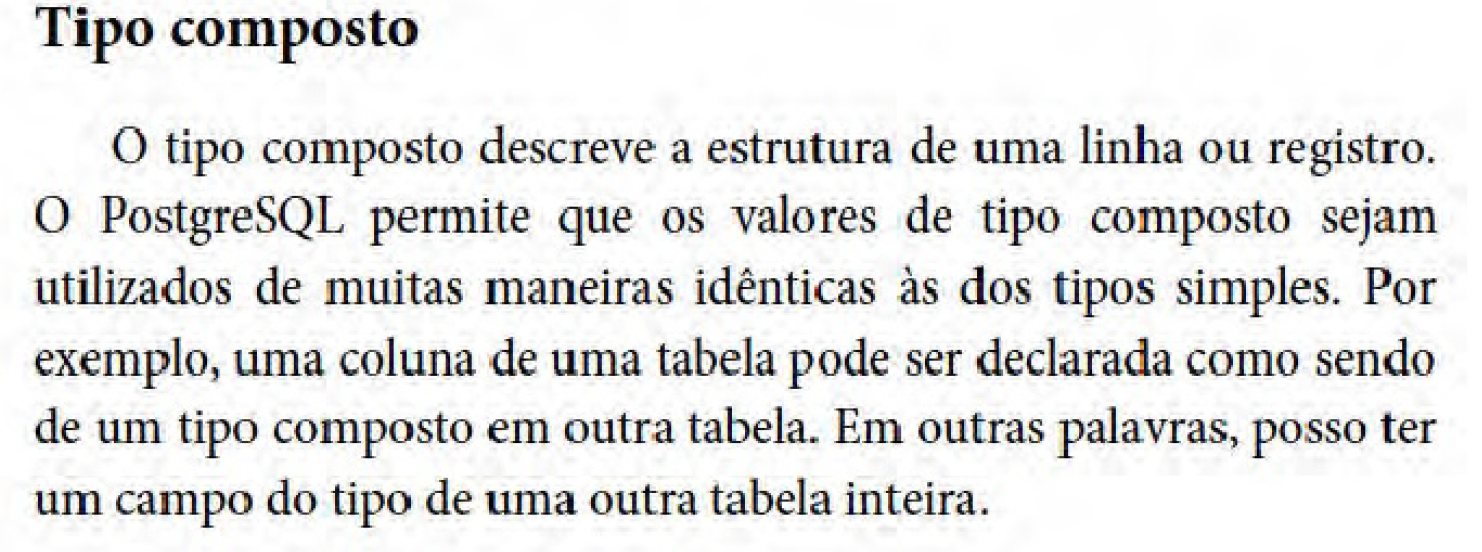 Tipo composto
O tipo composto descreve a estrutura de uma linha ou registro.
O PostgreSQL permite que os valores de tipo composto sejam
utilizados de muitas maneiras idênticas às dos tipos simples. Por
exemplo, uma coluna de uma tabela pode ser declarada como sendo
de um tipo composto em outra tabela. Em outras palavras, posso ter
um campo do tipo de uma outra tabela inteira.